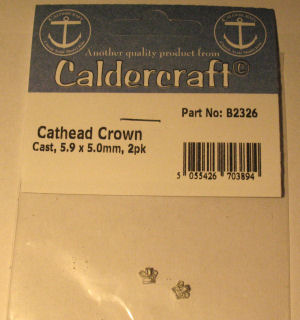 Another quality product from
Caldercraft©
Part No: B2326
Cathead Crown
Cast, 5.9 x 5.0mm, 2pk
5 055426 703894